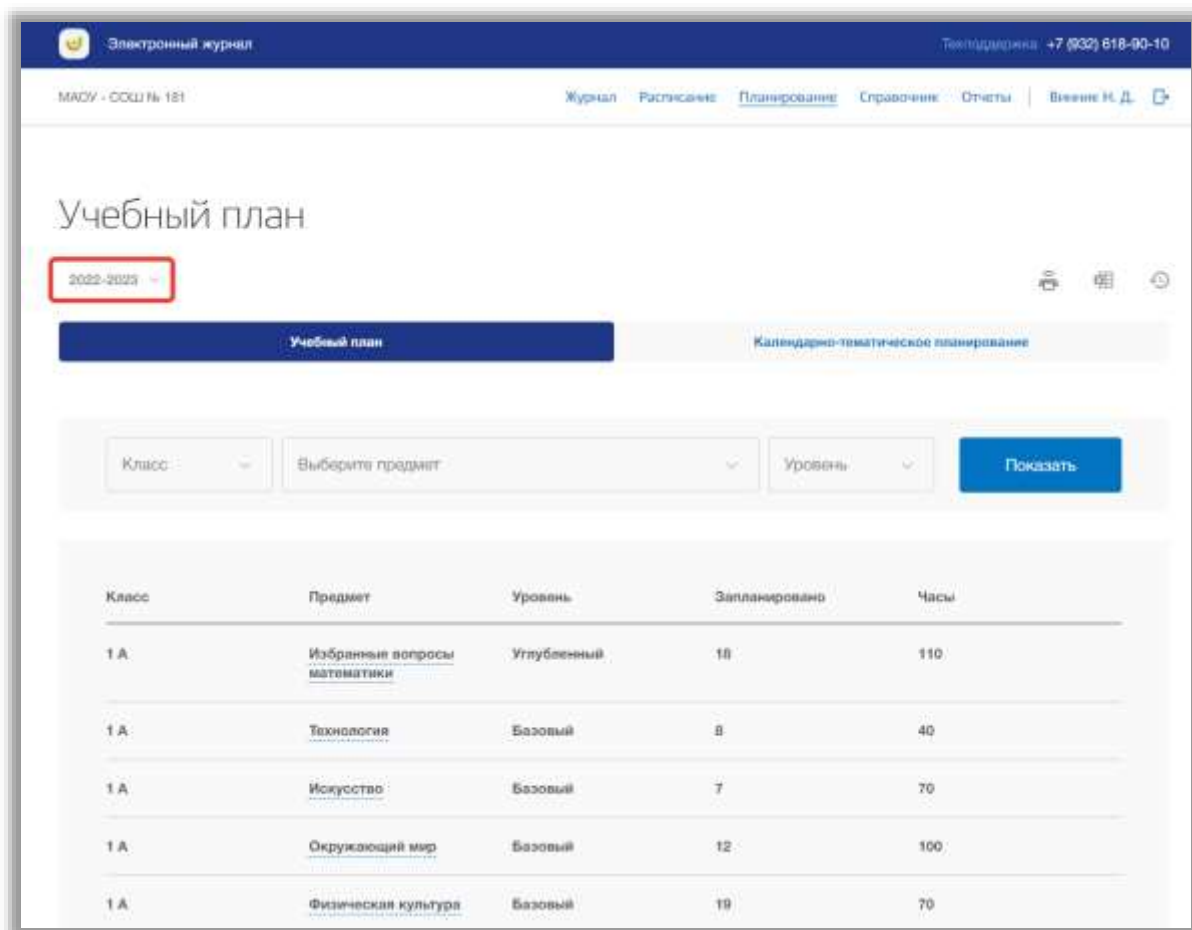 Электронный журнал
Техподдержка +7 (932) 618-90-10
МАОУ - СОШ № 181
Журнал Расписание Планирование Справочник Отчеты Н. Д.
Учебный план
2022-2023
Учебный план
Календарно-тематическое планирование
Класс Выберите предмет Уровень Показать
Класс Предмет Уровень Запланировано Часы
1 А Избранные вопросы Углубленный 18 110
математики
1 А Технология Базовый 8 40
1 А Искусство Базовый 7 70
1 А Окружающий мир Базовый 12 100
1 А Физическая культура Базовый 19 70